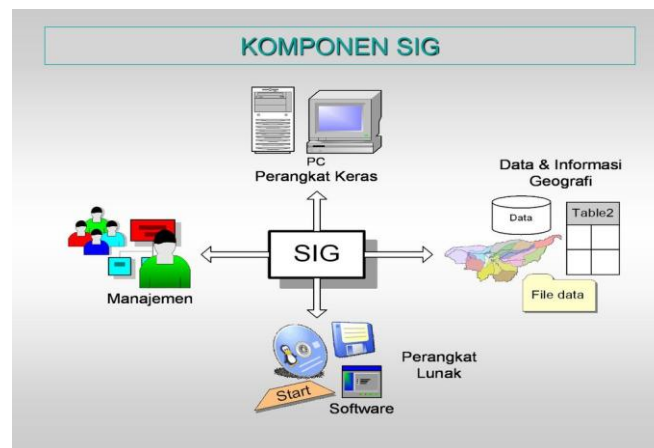 KOMPONEN SIG
PC
Perangkat Keras
Data & Informasi
Geografi
Data
Table2
File data
SIG
Manajemen
Perangkat
Lunak
Start
Software